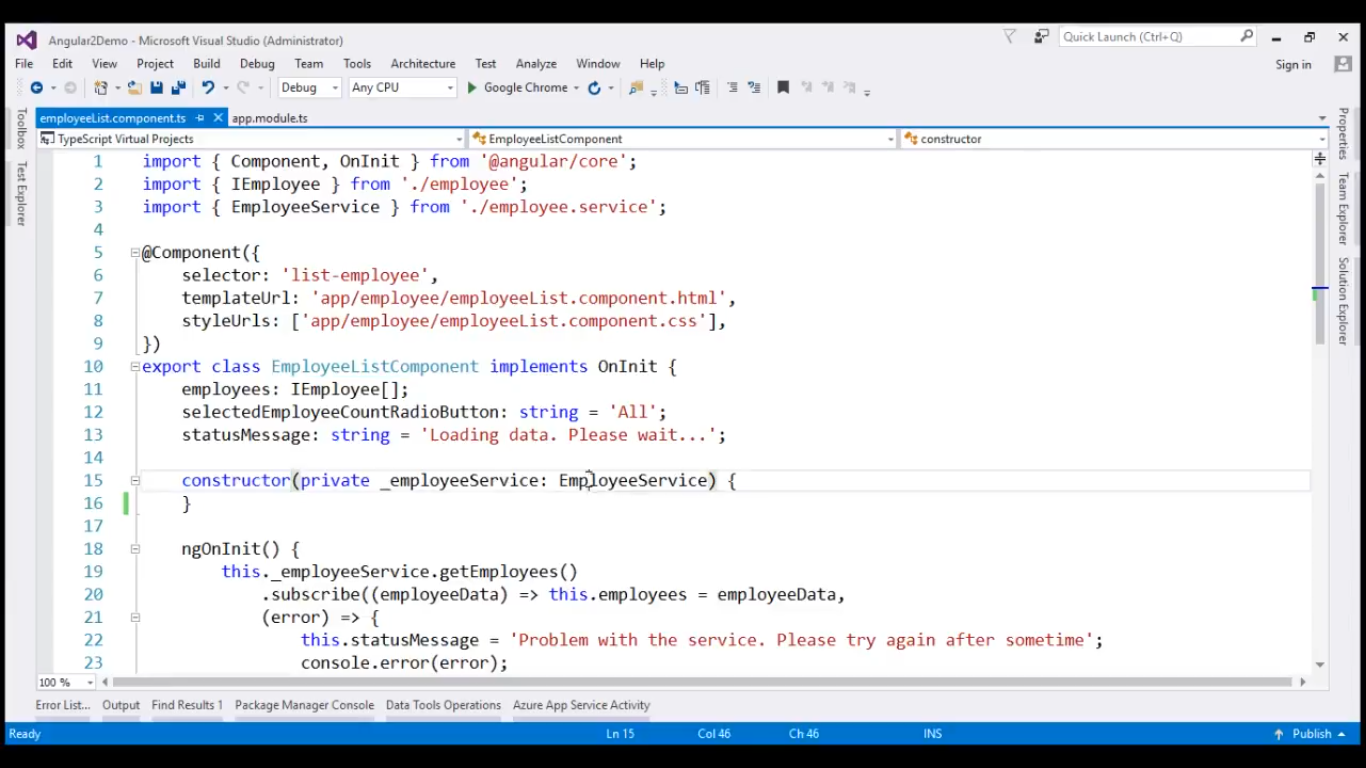 Angular2Demo - Microsoft Visual Studio (Administrator)
Quick Launch (Ctrl+Q)
File Edit View Project Build Debug Team Tools Architecture Test Analyze Window Help
Sign in
Debug Any CPU Google Chrome
employeeList.component.ts app.module.ts
TypeScript Virtual Projects EmployeeListComponent constructor
Toolbox
Test Explorer
Properties
Team Explorer
Solution Explorer
1 import { Component, OnInit } from '@angular/core';
2 import { IEmployee } from './employee';
3 import { EmployeeService } from './employee.service';
4
5 @Component({
6 selector: 'list-employee',
7 templateUrl: 'app/employee/employeeList.component.html',
8 styleUrls: ['app/employee/employeeList.component.css'],
9 })
10 export class EmployeeListComponent implements OnInit {
11 employees: IEmployee[];
12 selectedEmployeeCountRadioButton: string = 'All';
13 statusMessage: string = 'Loading data. Please wait...';
14
15 constructor(private _employeeService: EmployeeService) {
16 }
17
18 ngOnInit() {
19 this._employeeService.getEmployees()
20 .subscribe((employeeData) => this.employees = employeeData,
21 (error) => {
22 this.statusMessage = 'Problem with the service. Please try again after sometime';
23 console.error(error);
100 %
Error List... Output Find Results 1 Package Manager Console Data Tools Operations Azure App Service Activity
Ready Ln 15 Col 46 Ch 46 INS Publish